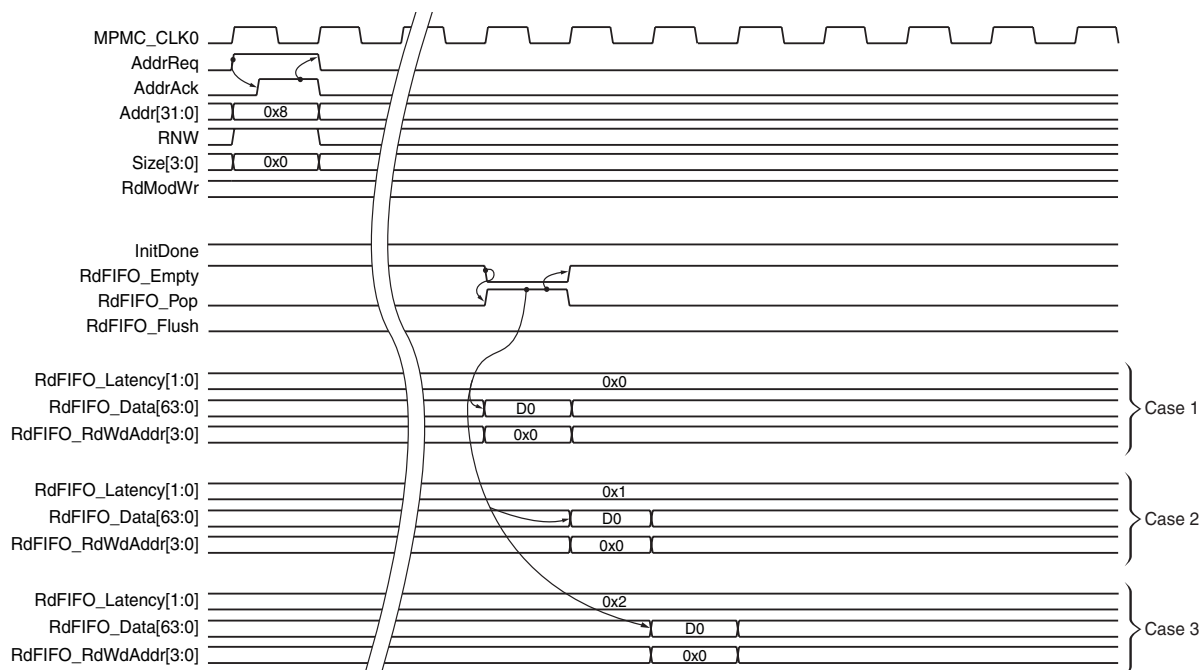 MPMC_CLK0
AddrReq
AddrAck
Addr[31:0] 0x8
RNW
Size[3:0] 0x0
RdModWr
InitDone
RdFIFO_Empty
RdFIFO_Pop
RdFIFO_Flush
RdFIFO_Latency[1:0] 0x0
RdFIFO_Data[63:0] D0 Case 1
RdFIFO_RdWdAddr[3:0] 0x0
RdFIFO_Latency[1:0] 0x1
RdFIFO_Data[63:0] D0 Case 2
RdFIFO_RdWdAddr[3:0] 0x0
RdFIFO_Latency[1:0] 0x2
RdFIFO_Data[63:0] D0 Case 3
RdFIFO_RdWdAddr[3:0] 0x0